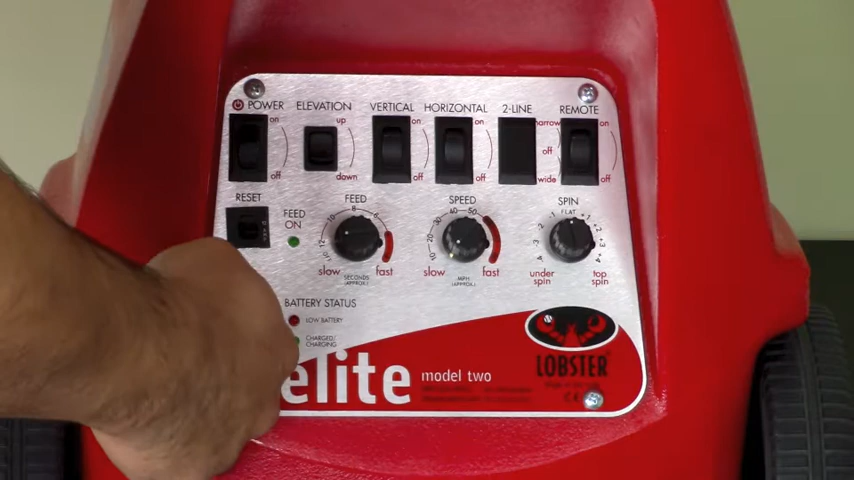 POWER ELEVATION VERTICAL HORIZONTAL 2-LINE REMOTE
on up on on narrow on
off
off down off off wide off
RESET
FEED ON
FEED
8 6
10
12
slow fast
SECONDS (APPROX.)
SPEED
40 50
30
40
slow fast
MPH (APPROX.)
SPIN
FLAT
-1 +1
-2 +2
-3 +3
-4 +4
under spin
top spin
BATTERY STATUS
LOW BATTERY
CHARGED/
CHARGING
elite model two
LOBSTER
CE